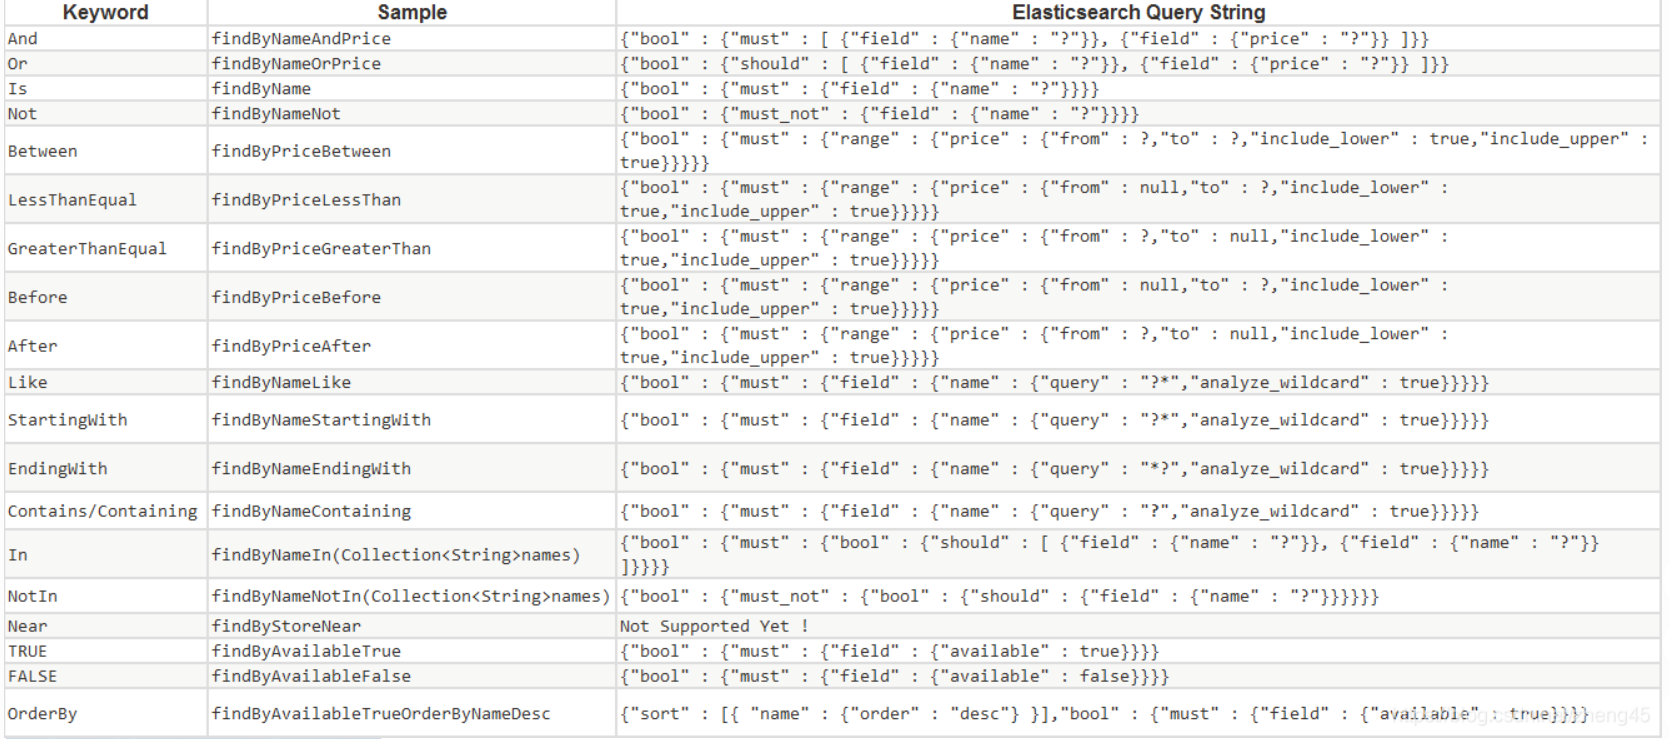 Keyword Sample Elasticsearch Query String
And findByNameAndPrice {"bool" : {"must" : [ {"field" : {"name" : "?"}}, {"field" : {"price" : "?"}} ]}}
Or findByNameOrPrice {"bool" : {"should" : [ {"field" : {"name" : "?"}}, {"field" : {"price" : "?"}} ]}}
Is findByName {"bool" : {"must" : {"field" : {"name" : "?"}}}}
Not findByNameNot {"bool" : {"must_not" : {"field" : {"name" : "?"}}}}
Between findByPriceBetween {"bool" : {"must" : {"range" : {"price" : {"from" : ?,"to" : ?,"include_lower" : true,"include_upper" :
true}}}}}
LessThanEqual findByPriceLessThan {"bool" : {"must" : {"range" : {"price" : {"from" : null,"to" : ?,"include_lower" :
true,"include_upper" : true}}}}}
GreaterThanEqual findByPriceGreaterThan {"bool" : {"must" : {"range" : {"price" : {"from" : ?,"to" : null,"include_lower" :
true,"include_upper" : true}}}}}
Before findByPriceBefore {"bool" : {"must" : {"range" : {"price" : {"from" : null,"to" : ?,"include_lower" :
true,"include_upper" : true}}}}}
After findByPriceAfter {"bool" : {"must" : {"range" : {"price" : {"from" : ?,"to" : null,"include_lower" :
true,"include_upper" : true}}}}}
Like findByNameLike {"bool" : {"must" : {"field" : {"name" : {"query" : "?*","analyze_wildcard" : true}}}}}
StartingWith findByNameStartingWith {"bool" : {"must" : {"field" : {"name" : {"query" : "?*","analyze_wildcard" : true}}}}}
EndingWith findByNameEndingWith {"bool" : {"must" : {"field" : {"name" : {"query" : "*?","analyze_wildcard" : true}}}}}
Contains/Containing findByNameContaining {"bool" : {"must" : {"field" : {"name" : {"query" : "?","analyze_wildcard" : true}}}}}
In findByNameIn(Collection<String>names) {"bool" : {"must" : {"bool" : {"should" : [ {"field" : {"name" : "?"}}, {"field" : {"name" : "?"}}
]}}}}
NotIn findByNameNotIn(Collection<String>names) {"bool" : {"must_not" : {"bool" : {"should" : {"field" : {"name" : "?"}}}}}}
Near findByStoreNear Not Supported Yet !
TRUE findByAvailableTrue {"bool" : {"must" : {"field" : {"available" : true}}}}
FALSE findByAvailableFalse {"bool" : {"must" : {"field" : {"available" : false}}}}
OrderBy findByAvailableTrueOrderByNameDesc {"sort" : [{ "name" : {"order" : "desc"} }],"bool" : {"must" : {"field" : {"available" : true}}}}